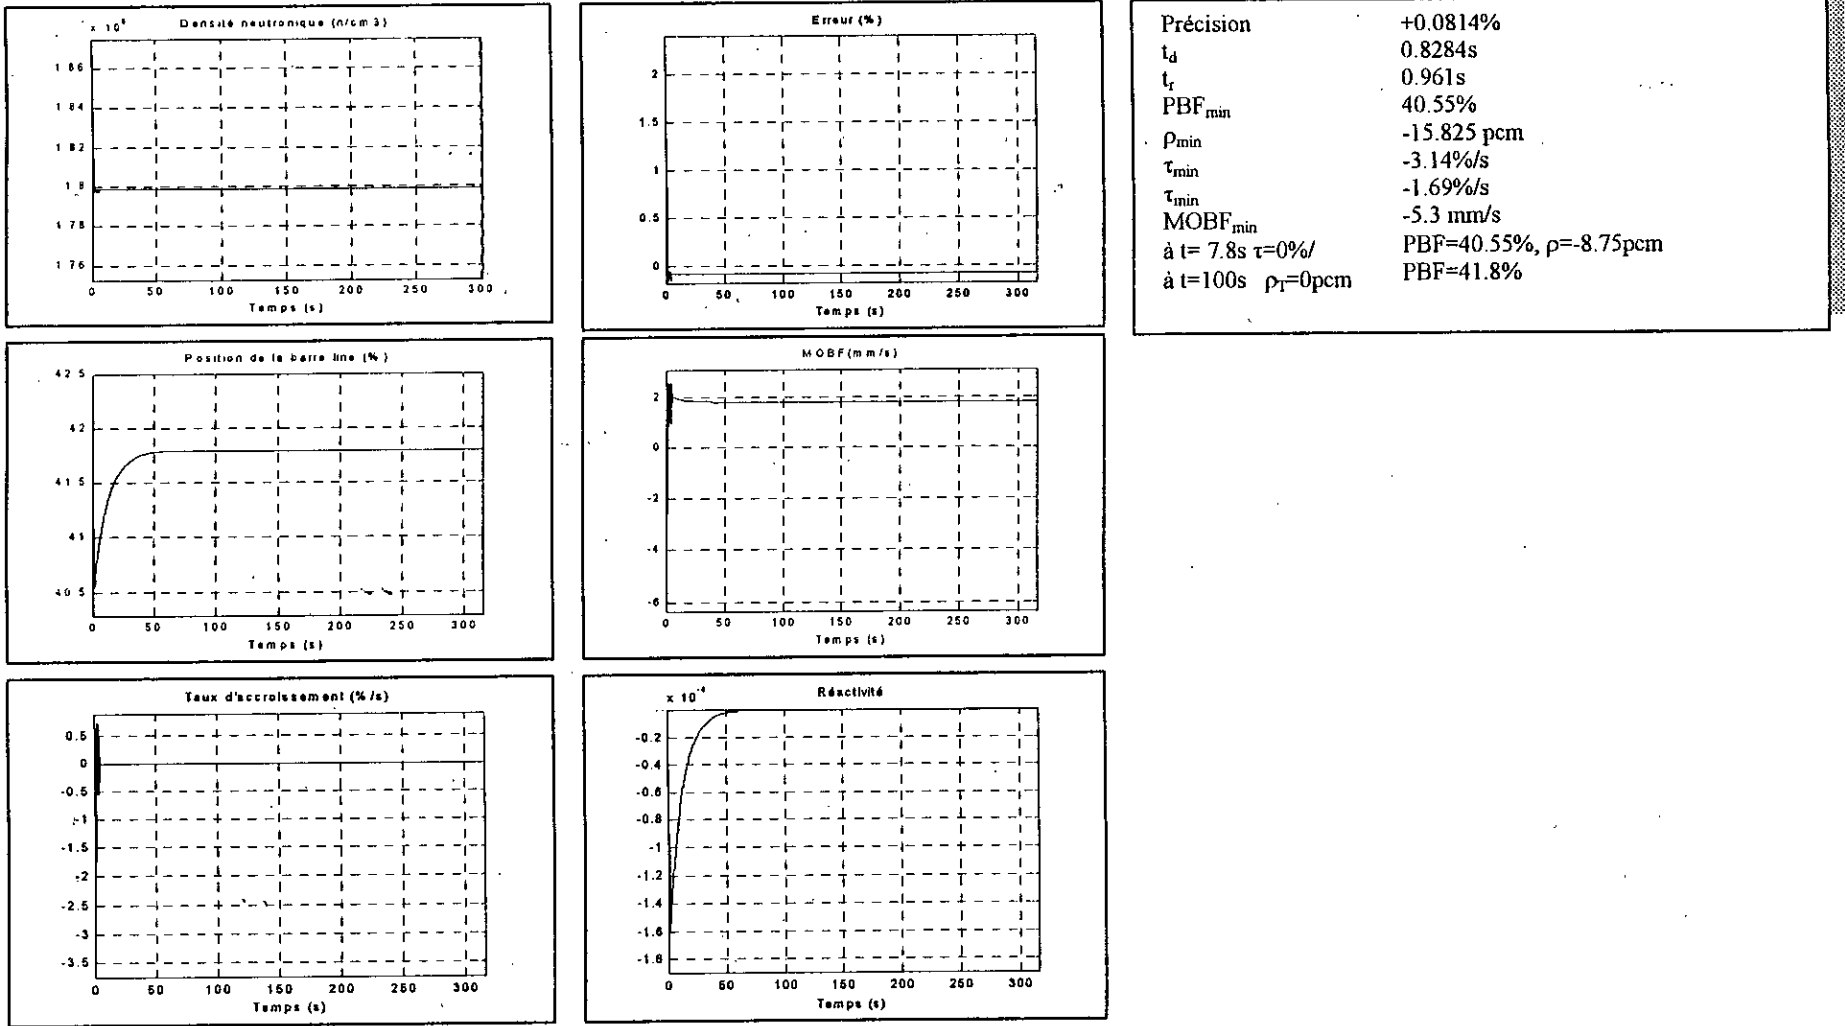 Densité neutronique (n/cm3)
x 10
1 86
1 84
1 82
1 8
1 78
1 76
0 50 100 150 200 250 300
Temps (s)
Erreur (%)
2
1.5
1
0.5
0
0 50 100 150 200 250 300
Temps (s)
Précision +0.0814%
td 0.8284s
tr 0.961s
PBFmin 40.55%
ρmin -15.825 pcm
τmin -3.14%/s
τmin -1.69%/s
MOBFmin -5.3 mm/s
à t= 7.8s τ=0%/ PBF=40.55%, ρ=-8.75pcm
à t=100s ρT=0pcm PBF=41.8%
Position de la barre fine (%)
42 5
42
41 5
41
40 5
0 50 100 150 200 250 300
Temps (s)
MOBF(mm/s)
2
0
-2
-4
-6
0 50 100 150 200 250 300
Temps (s)
Taux d'accroissement (%/s)
0.5
0
-0.5
-1
-1.5
-2
-2.5
-3
-3.5
0 50 100 150 200 250 300
Temps (s)
Réactivité
x 10-4
-0.2
-0.4
-0.6
-0.8
-1
-1.2
-1.4
-1.6
-1.8
0 50 100 150 200 250 300
Temps (s)